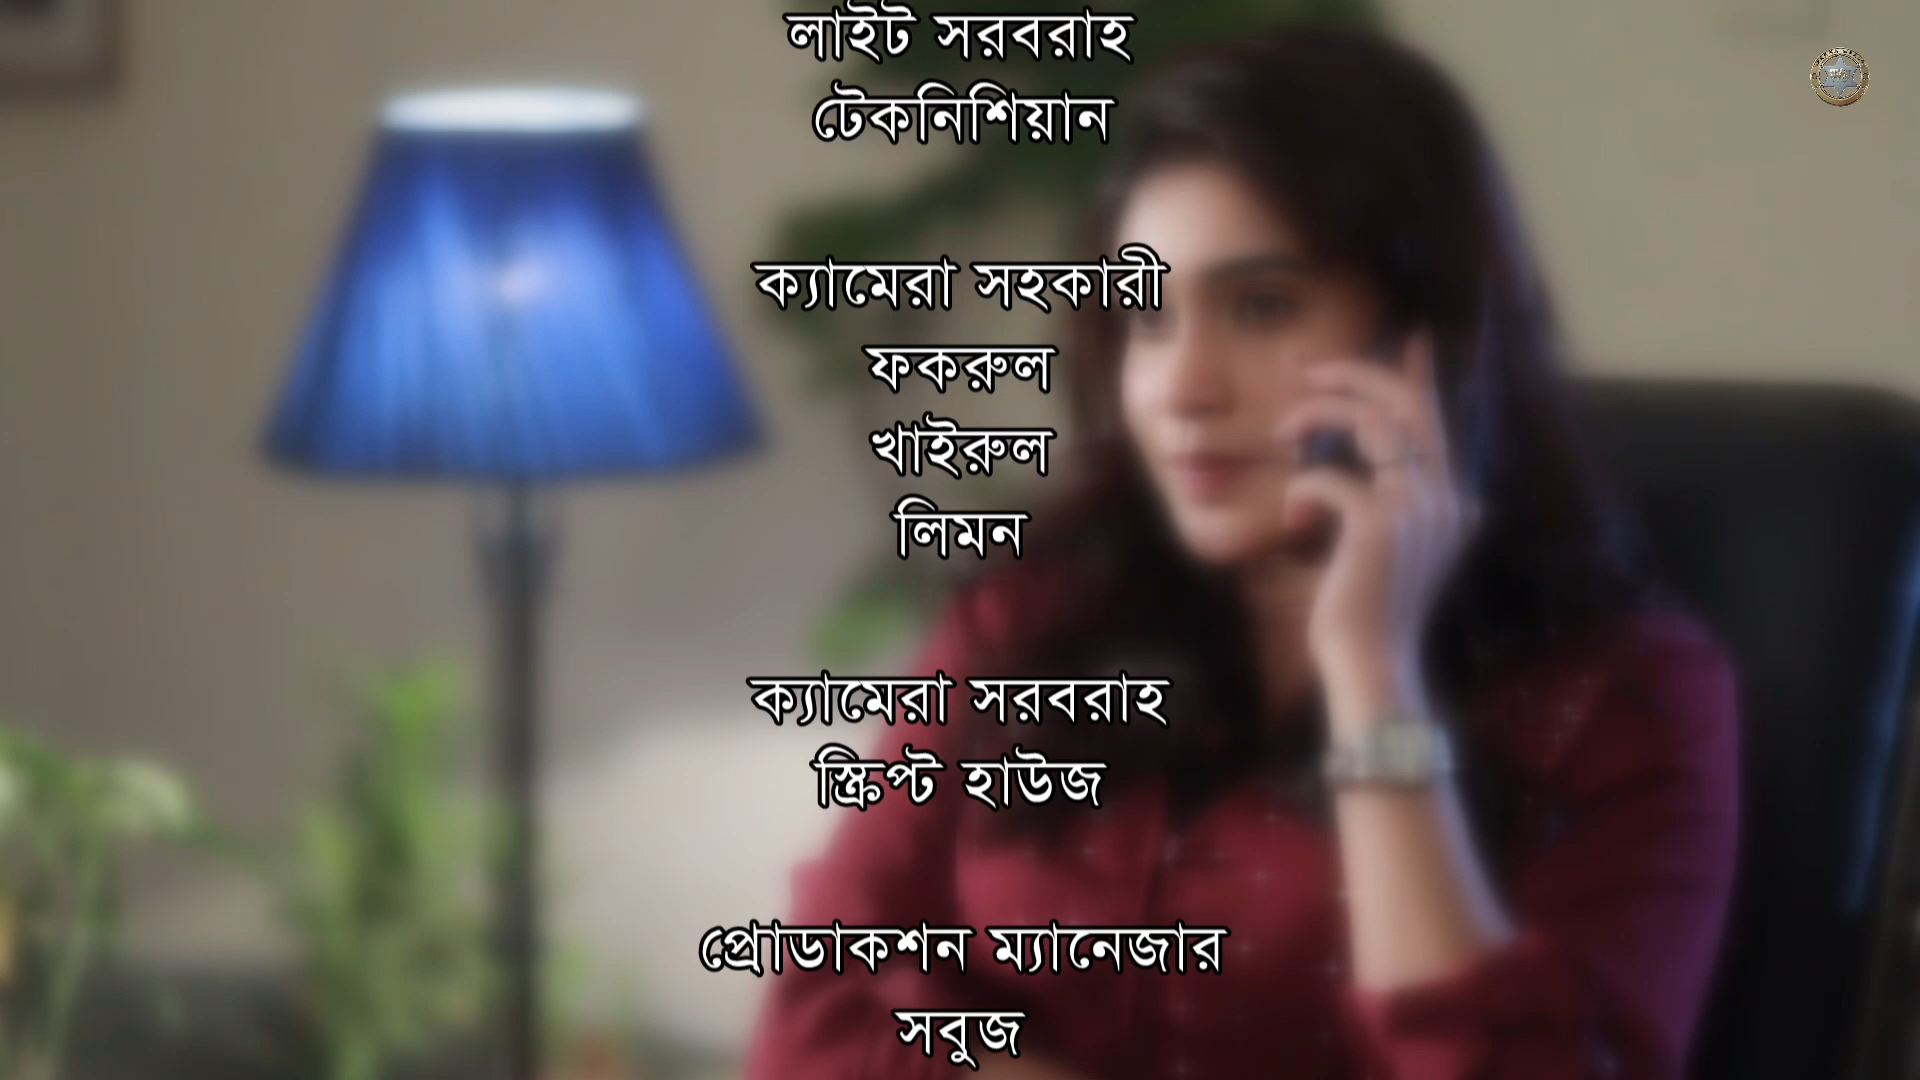 লাইট সরবরাহ
টেকনিশিয়ান
ক্যামেরা সহকারী
ফকরুল
খাইরুল
লিমন
ক্যামেরা সরবরাহ
স্ক্রিপ্ট হাউজ
প্রোডাকশন ম্যানেজার
সবুজ